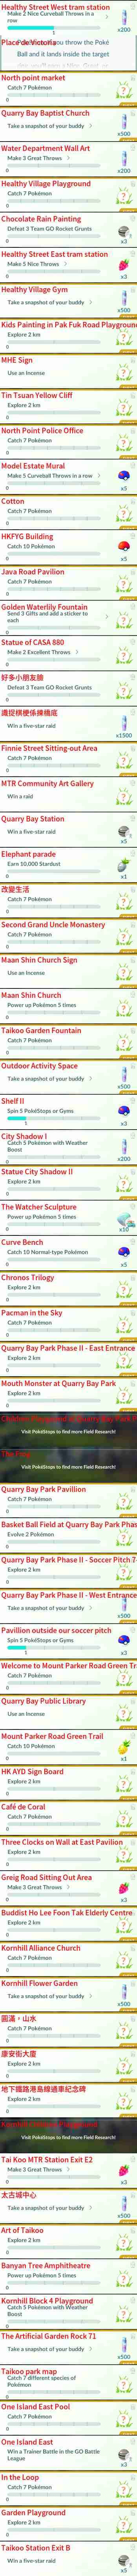 Healthy Street West tram station
Make 2 Nice Curveball Throws in a
row
x200
1
Place de Victoria
you throw the Poké
Ball and it lands inside the target
North point market
Catch 7 Pokémon
0
Quarry Bay Baptist Church
Take a snapshot of your buddy
x500
0
Water Department Wall Art
Make 3 Great Throws
x200
0
Healthy Village Playground
Catch 7 Pokémon
0
Chocolate Rain Painting
Defeat 3 Team GO Rocket Grunts
x3
0
Healthy Street East tram station
Make 5 Nice Throws
x3
0
Healthy Village Gym
Take a snapshot of your buddy
x500
0
Kids Painting in Pak Fuk Road Playground
Explore 2 km
0
MHE Sign
Use an Incense
0
Tin Tsuan Yellow Cliff
Explore 2 km
0
North Point Police Office
Catch 7 Pokémon
0
Model Estate Mural
Make 5 Curveball Throws in a row
x5
0
Cotton
Catch 7 Pokémon
0
HKFYG Building
Catch 10 Pokémon
x5
0
Java Road Pavilion
Catch 7 Pokémon
0
Golden Waterlily Fountain
Send 3 Gifts and add a sticker to
each
0
Statue of CASA 880
Make 2 Excellent Throws
0
好多小朋友牆
Defeat 3 Team GO Rocket Grunts
0
Win a five-star raid
x1500
0
Finnie Street Sitting-out Area
Catch 7 Pokémon
0
MTR Community Art Gallery
Win a raid
0
Quarry Bay Station
Win a five-star raid
x5
0
Elephant parade
Earn 10,000 Stardust
x1
0
改變生活
Catch 7 Pokémon
0
Second Grand Uncle Monastery
Catch 7 Pokémon
0
Maan Shin Church Sign
Use an Incense
0
Maan Shin Church
Power up Pokémon 5 times
0
Taikoo Garden Fountain
Catch 7 Pokémon
0
Outdoor Activity Space
Take a snapshot of your buddy
x500
0
Shelf II
Spin 5 PokéStops or Gyms
x3
1
City Shadow I
Catch 5 Pokémon with Weather
Boost
x200
0
Statue City Shadow II
Explore 2 km
0
The Watcher Sculpture
Power up Pokémon 5 times
x10
0
Curve Bench
Catch 10 Normal-type Pokémon
x5
0
Chronos Trilogy
Explore 2 km
0
Pacman in the Sky
Catch 7 Pokémon
0
Quarry Bay Park Phase II - East Entrance
Explore 2 km
0
Mouth Monster at Quarry Bay Park
Explore 2 km
0
Visit PokéStops to find more Field Research!
Visit PokéStops to find more Field Research!
Quarry Bay Park Pavillion
Catch 7 Pokémon
0
Basket Ball Field at Quarry Bay Park Phas
Evolve 2 Pokémon
0
Quarry Bay Park Phase II - Soccer Pitch 7-
Explore 2 km
0
Quarry Bay Park Phase II - West Entrance
Take a snapshot of your buddy
x500
0
Pavillion outside our soccer pitch
Spin 5 PokéStops or Gyms
x3
1
Welcome to Mount Parker Road Green Tr
Catch 7 Pokémon
0
Quarry Bay Public Library
Use an Incense
0
Mount Parker Road Green Trail
Catch 10 Pokémon
x1
0
HK AYD Sign Board
Explore 2 km
0
Café de Coral
Catch 7 Pokémon
0
Three Clocks on Wall at East Pavilion
Explore 2 km
0
Greig Road Sitting Out Area
Make 3 Great Throws
x3
0
Buddist Ho Lee Foon Tak Elderly Centre
Explore 2 km
0
Kornhill Alliance Church
Catch 7 Pokémon
0
Kornhill Flower Garden
Take a snapshot of your buddy
x500
0
圓滿，山水
Catch 7 Pokémon
0
康安街大廈
Explore 2 km
0
地下鐵路港島綫通車紀念碑
Explore 2 km
0
Visit PokéStops to find more Field Research!
Tai Koo MTR Station Exit E2
Make 3 Great Throws
x3
0
太古城中心
Take a snapshot of your buddy
x500
0
Art of Taikoo
Explore 2 km
0
Banyan Tree Amphitheatre
Power up Pokémon 5 times
0
Kornhill Block 4 Playground
Catch 5 Pokémon with Weather
Boost
0
The Artificial Garden Rock 71
Take a snapshot of your buddy
x500
0
Taikoo park map
Catch 7 different species of
Pokémon
0
One Island East Pool
Catch 7 Pokémon
0
One Island East
Win a Trainer Battle in the GO Battle
League
x3
0
In the Loop
Catch 7 Pokémon
0
Garden Playground
Explore 2 km
0
Taikoo Station Exit B
Win a five-star raid
x5
0